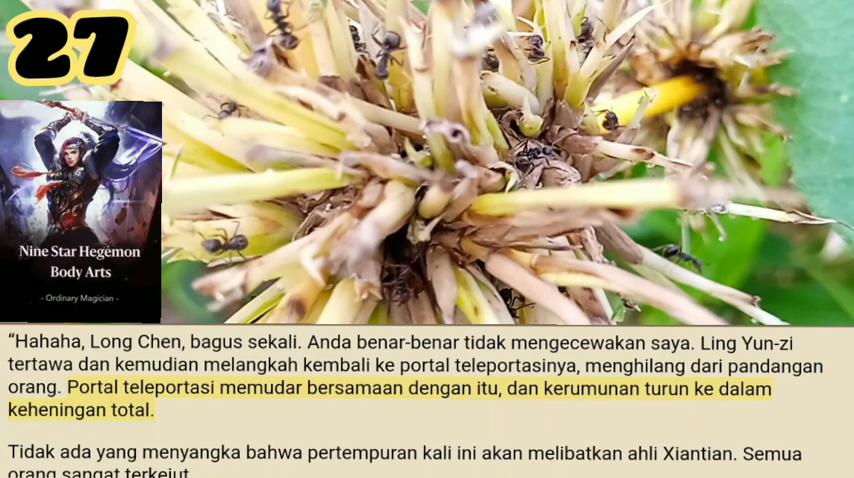 27
Nine Star Hegemon
Body Arts
- Ordinary Magician -
“Hahaha, Long Chen, bagus sekali. Anda benar-benar tidak mengecewakan saya. Ling Yun-zi
tertawa dan kemudian melangkah kembali ke portal teleportasinya, menghilang dari pandangan
orang. Portal teleportasi memudar bersamaan dengan itu, dan kerumunan turun ke dalam
keheningan total.
Tidak ada yang menyangka bahwa pertempuran kali ini akan melibatkan ahli Xiantian. Semua
orang sangat terkejut